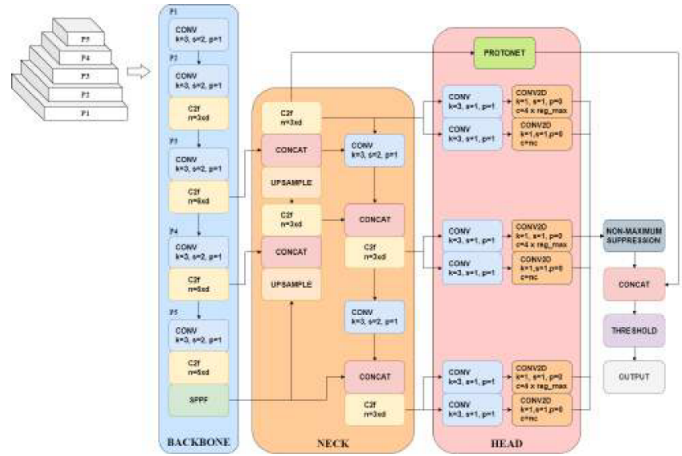 P5
P4
P3
P2
P1
P1
CONV
k=3, s=2, p=1
P2
CONV
k=3, s=2, p=1
C2f
n=3xd
P3
CONV
k=3, s=2, p=1
C2f
n=6xd
P4
CONV
k=3, s=2, p=1
C2f
n=6xd
P5
CONV
k=3, s=2, p=1
C2f
SPPF
BACKBONE
C2f
n=3xd
CONCAT
UPSAMPLE
C2f
n=3xd
CONCAT
UPSAMPLE
CONV
k=3, s=2, p=1
CONCAT
C2f
n=3xd
CONV
k=3, s=2, p=1
CONCAT
C2f
n=3xd
NECK
PROTONET
CONV
k=3, s=1, p=1
CONV2D
k=1, s=1, p=0
c=4 x reg_max
CONV
k=3, s=1, p=1
CONV2D
k=1,s=1,p=0
c=nc
CONV
k=3, s=1, p=1
CONV2D
k=1, s=1, p=0
c=4 x reg_max
CONV
k=3, s=1, p=1
CONV2D
k=1,s=1,p=0
c=nc
CONV
k=3, s=1, p=1
CONV2D
k=1, s=1, p=0
c=4 x reg_max
CONV
k=3, s=1, p=1
CONV2D
k=1,s=1,p=0
c=nc
HEAD
NON-MAXIMUM
SUPPRESSION
CONCAT
THRESHOLD
OUTPUT